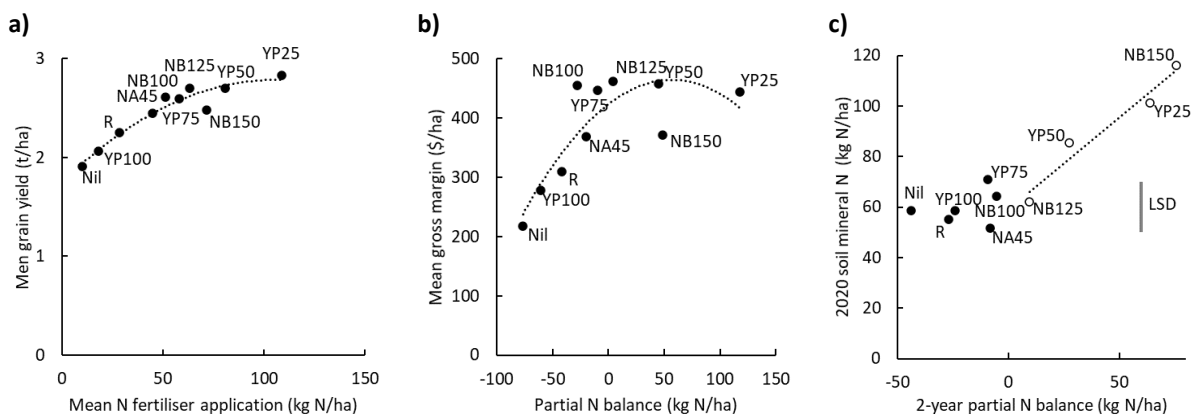 a)
Men grain yield (t/ha)
3
2
1
0
0
50
100
150
Mean N fertiliser application (kg N/ha)
Nil
YP100
R
NA45
NB100
YP75
NB125
NB150
YP50
YP25
b)
Mean gross margin ($/ha)
500
400
300
200
100
0
-100
-50
0
50
100
150
Partial N balance (kg N/ha)
Nil
YP100
R
NA45
NB100
YP75
NB125
YP50
NB150
YP25
c)
2020 soil mineral N (kg N/ha)
120
100
80
60
40
20
0
-50
0
50
2-year partial N balance (kg N/ha)
Nil
R
YP100
NB100
NA45
YP75
NB125
YP50
YP25
NB150
LSD